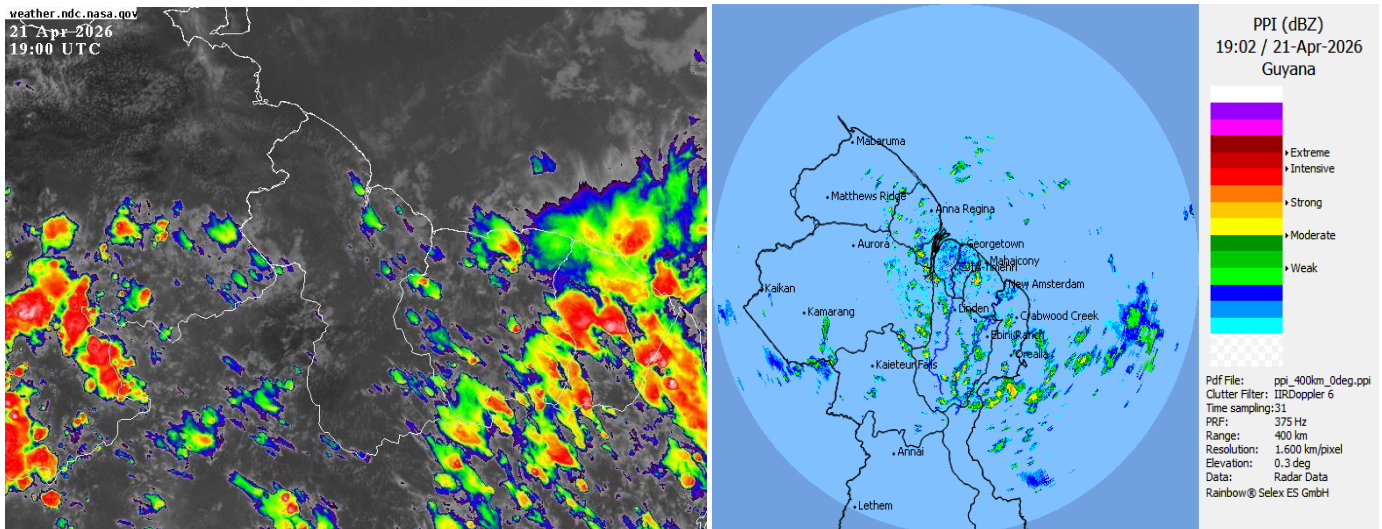 weather.ndc.nasa.gov
21 Apr 2026
19:00 UTC
Mabaruma
Matthews Ridge
Anna Regina
Aurora
Georgetown
Mahaicony
Timehri
Kaikan
New Amsterdam
Kamarang
Linden
Crabwood Creek
Ebini Ranch
Orealla
Kaieteur Falls
Annai
Lethem
PPI (dBZ)
19:02 / 21-Apr-2026
Guyana
Extreme
Intensive
Strong
Moderate
Weak
Pdf File: ppi_400km_0deg.ppi
Clutter Filter: IIRDoppler 6
Time sampling:31
PRF: 375 Hz
Range: 400 km
Resolution: 1.600 km/pixel
Elevation: 0.3 deg
Data: Radar Data
Rainbow® Selex ES GmbH